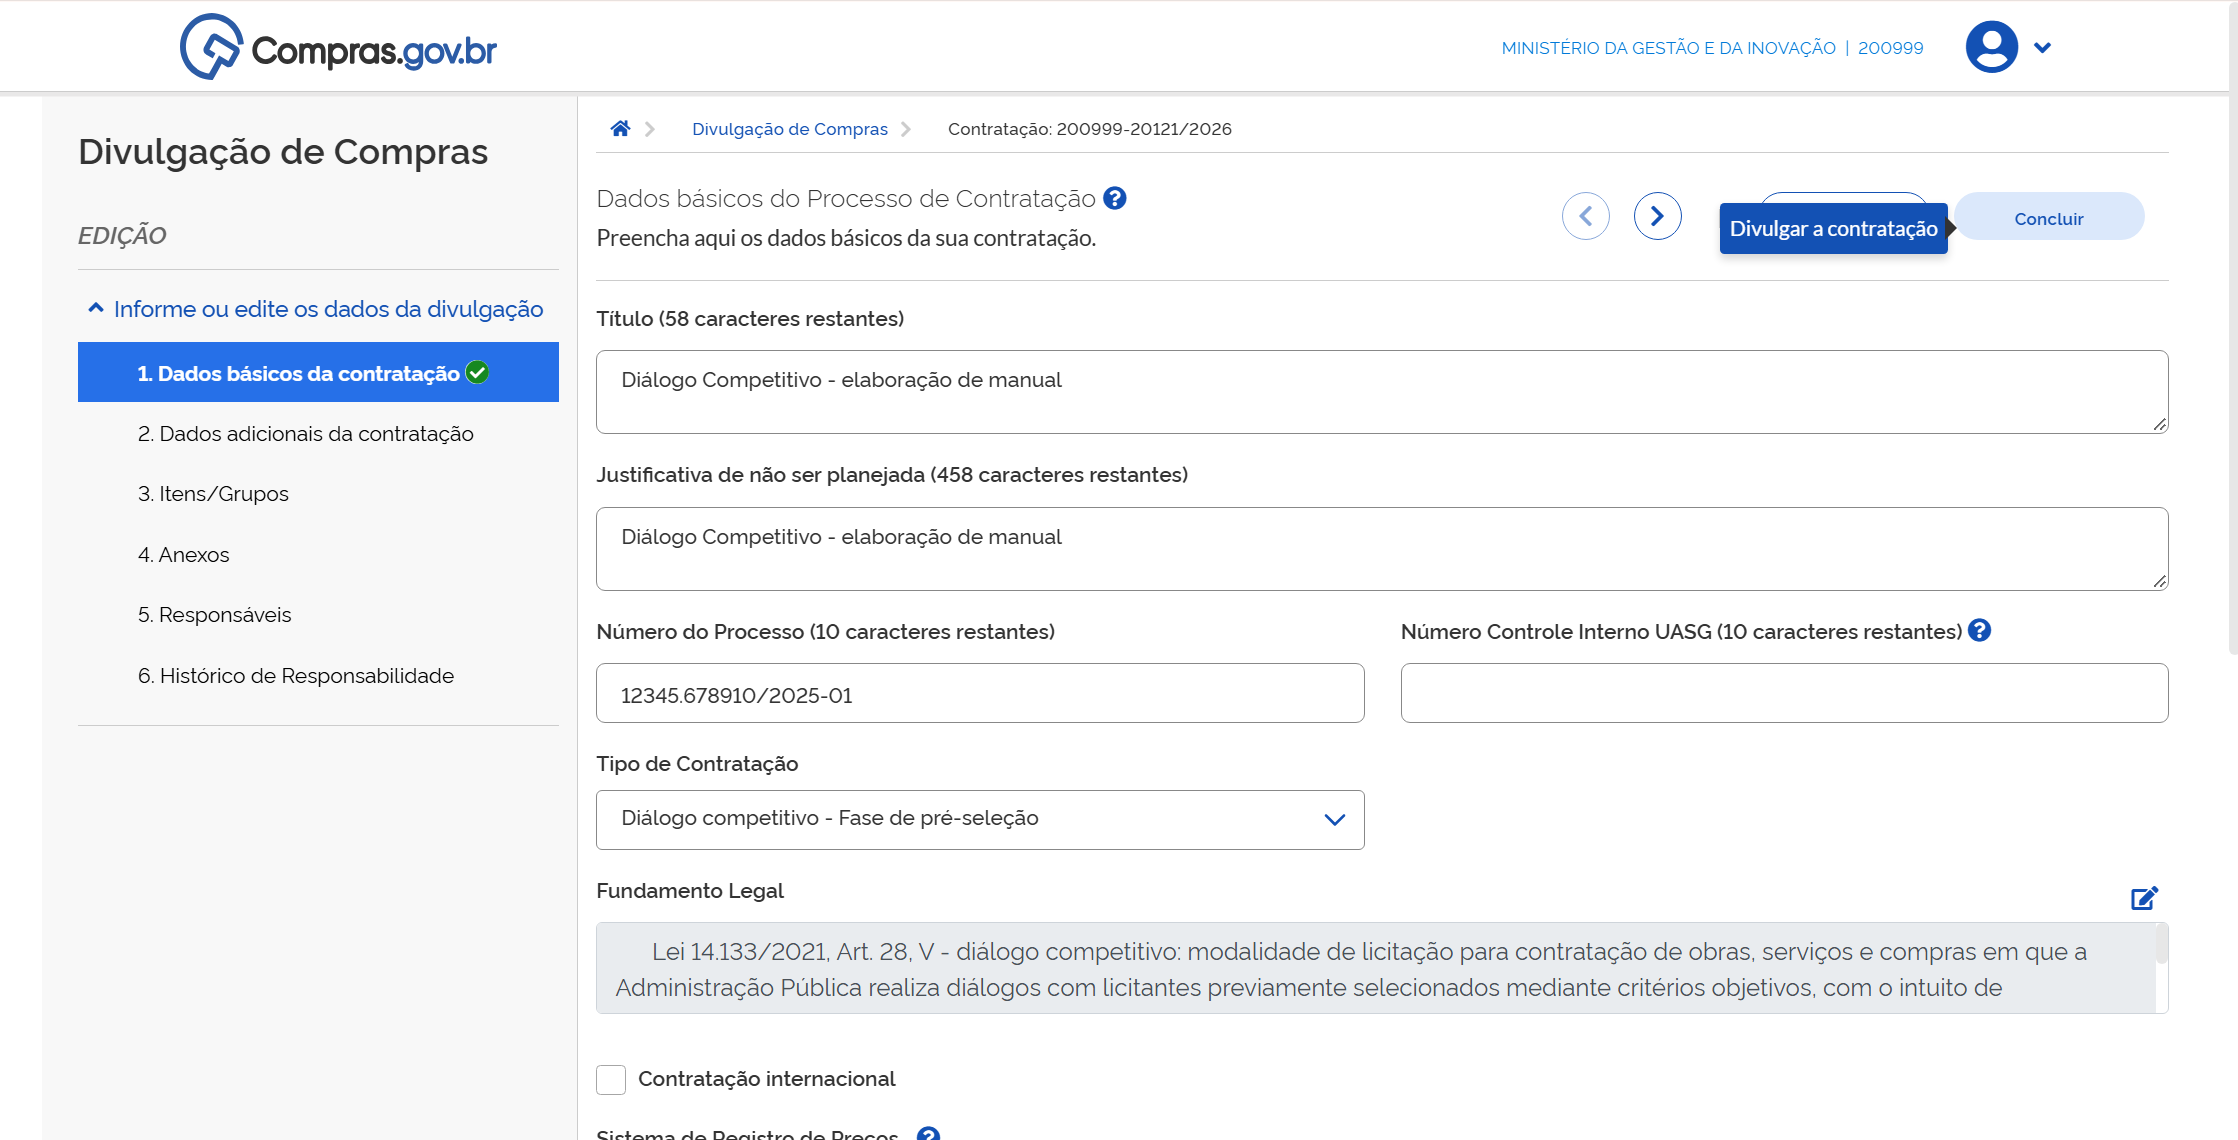 Compras.gov.br
MINISTÉRIO DA GESTÃO E DA INOVAÇÃO | 200999
Divulgação de Compras
EDIÇÃO
Informe ou edite os dados da divulgação
1. Dados básicos da contratação
2. Dados adicionais da contratação
3. Itens/Grupos
4. Anexos
5. Responsáveis
6. Histórico de Responsabilidade
Divulgação de Compras
Contratação: 200999-20121/2026
Dados básicos do Processo de Contratação
Preencha aqui os dados básicos da sua contratação.
Divulgar a contratação
Concluir
Título (58 caracteres restantes)
Diálogo Competitivo - elaboração de manual
Justificativa de não ser planejada (458 caracteres restantes)
Diálogo Competitivo - elaboração de manual
Número do Processo (10 caracteres restantes)
12345.678910/2025-01
Número Controle Interno UASG (10 caracteres restantes)
Tipo de Contratação
Diálogo competitivo - Fase de pré-seleção
Fundamento Legal
Lei 14.133/2021, Art. 28, V - diálogo competitivo: modalidade de licitação para contratação de obras, serviços e compras em que a
Administração Pública realiza diálogos com licitantes previamente selecionados mediante critérios objetivos, com o intuito de
Contratação internacional
Sistema de Registro de Preços